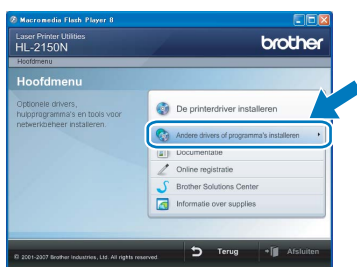 Macromedia Flash Player 8
Laser Printer Utilities
HL-2150N
brother
Hoofdmenu
Hoofdmenu
Optionele drivers,
hulpprogramma's en tools voor
netwerkbeheer installeren.
De printerdriver installeren
Andere drivers of programma's installeren
Documentatie
Online registratie
Brother Solutions Center
Informatie over supplies
© 2001-2007 Brother Industries, Ltd. All rights reserved.
Terug
Afsluiten